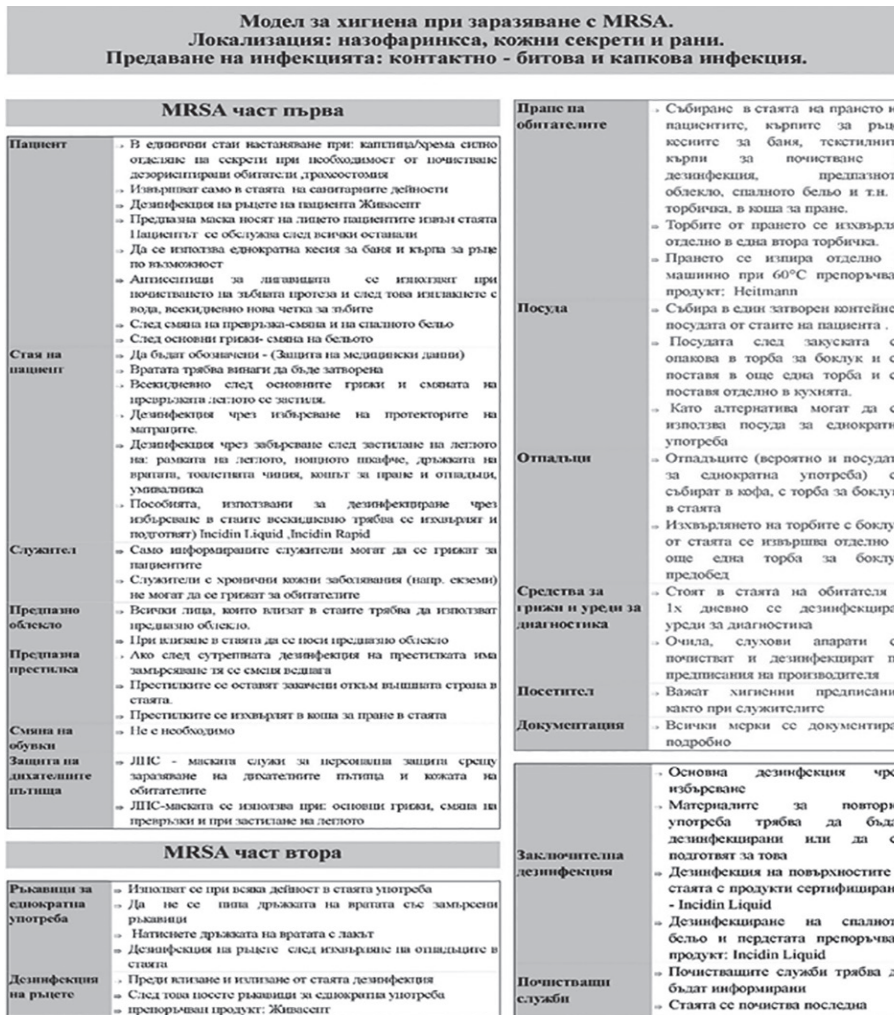 Модел за хигиена при заразяване с MRSA.
Локализация: назофаринкса, кожни секрети и рани.
Предаване на инфекцията: контактно - битова и капкова инфекция.
MRSA част първа
Пациент
⇒ В единични стаи настаняване при: каплица/хрема силно
отделяне на секрети при необходимост от почистване
дезориентирани обитатели ,трахеостомия
⇒ Извършват само в стаята на санитарните дейности
⇒ Дезинфекция на ръцете на пациента Живасепт
⇒ Предпазна маска носят на лицето пациентите извън стаята
Пациентът се обслужва след всички останали
⇒ Да се използва еднократна кесия за баня и кърпа за ръце
по възможност
⇒ Антисептици за лигавицата се използват при
почистването на зъбната протеза и след това изплакнете с
вода, всекидневно нова четка за зъбите
⇒ След смяна на превръзка-смяна и на спалното бельо
⇒ След основни грижи- смяна на бельото
Стая на
пациент
⇒ Да бъдат обозначени - (Защита на медицински данни)
⇒ Вратата трябва винаги да бъде затворена
⇒ Всекидневно след основните грижи и смяната на
превръзката леглото се застиля.
⇒ Дезинфекция чрез избърсване на протекторите на
матраците.
⇒ Дезинфекция чрез забърсване след застилане на леглото
на: рамката на леглото, нощното шкафче, дръжката на
вратата, тоалетната чиния, кошът за пране и отпадъци,
умивалника
⇒ Пособията, използвани за дезинфекциране чрез
избърсване в стаите всекидневно трябва се изхвърлят и
подготвят) Incidin Liquid ,Incidin Rapid
Служител
⇒ Само информираните служители могат да се грижат за
пациентите
⇒ Служители с хронични кожни заболявания (напр. екземи)
не могат да се грижат за обитателите
Предпазно
облекло
⇒ Всички лица, които влизат в стаите трябва да използват
предпазно облекло.
⇒ При влизане в стаята да се носи предпазно облекло
Предпазна
престилка
⇒ Ако след сутрешната дезинфекция на престилката има
замърсяване тя се сменя веднага
⇒ Престилките се оставят закачени откъм външната страна в
стаята.
⇒ Престилките се изхвърлят в коша за пране в стаята
Смяна на
обувки
⇒ Не е необходимо
Защита на
дихателните
пътища
⇒ ЛПС - маската служи за персонална защита срещу
заразяване на дихателните пътища и кожата на
обитателите
⇒ ЛПС-маската се използва при: основни грижи, смяна на
превръзки и при застилане на леглото
MRSA част втора
Ръкавици за
еднократна
употреба
⇒ Използват се при всяка дейност в стаята употреба
⇒ Да не се пипа дръжката на вратата със замърсени
ръкавици
Натиснете дръжката на вратата с лакът
⇒ Дезинфекция на ръцете след изхвърляне на отпадъците в
стаята
Дезинфекция
на ръцете
⇒ Преди влизане и излизане от стаята дезинфекция
⇒ След това носете ръкавици за еднократна употреба
⇒ препоръчван продукт: Живасепт
Пране на
обитателите
⇒ Събиране в стаята на прането н
пациентите, кърпите за ръце
кесиите за баня, текстилнит
кърпи за почистване
дезинфекция, предпазнот
облекло, спалното бельо и т.н.
торбичка, в коша за пране.
⇒ Торбите от прането се изхвърля
отделно в една втора торбичка.
⇒ Прането се изпира отделно
машинно при 60°C препоръчва
продукт: Heitmann
Посуда
⇒ Събира в един затворен контейне
посудата от стаите на пациента .
⇒ Посудата след закуската с
опакова в торба за боклук и с
поставя в още една торба и с
поставя отделно в кухнята.
⇒ Като алтернатива могат да с
използва посуда за еднократн
употреба
Отпадъци
⇒ Отпадъците (вероятно и посудат
за еднократна употреба) с
събират в кофа, с торба за боклук
в стаята
⇒ Изхвърлянето на торбите с боклу
от стаята се извършва отделно
още една торба за боклу
предобед
Средства за
грижи и уреди за
диагностика
⇒ Стоят в стаята на обитателя
1х дневно се дезинфекцира
уреди за диагностика
⇒ Очила, слухови апарати с
почистват и дезинфекцират п
предписания на производителя
Посетител
⇒ Важат хигиенни предписани
както при служителите
Документация
⇒ Всички мерки се документира
подробно
Заключителна
дезинфекция
⇒ Основна дезинфекция чре
избърсване
⇒ Материалите за повторн
употреба трябва да бъда
дезинфекцирани или да с
подготвят за това
⇒ Дезинфекция на повърхностите
стаята с продукти сертифициран
- Incidin Liquid
⇒ Дезинфекциране на спалнот
бельо и пердетата препоръчва
продукт: Incidin Liquid
Почистващи
служби
⇒ Почистващите служби трябва д
бъдат информирани
⇒ Стаята се почиства последна